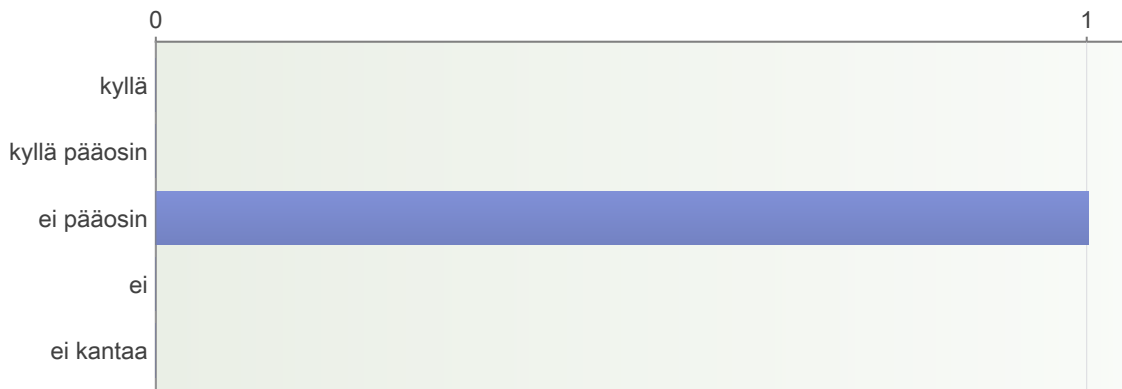 0 1
kyllä
kyllä pääosin
ei pääosin
ei
ei kantaa